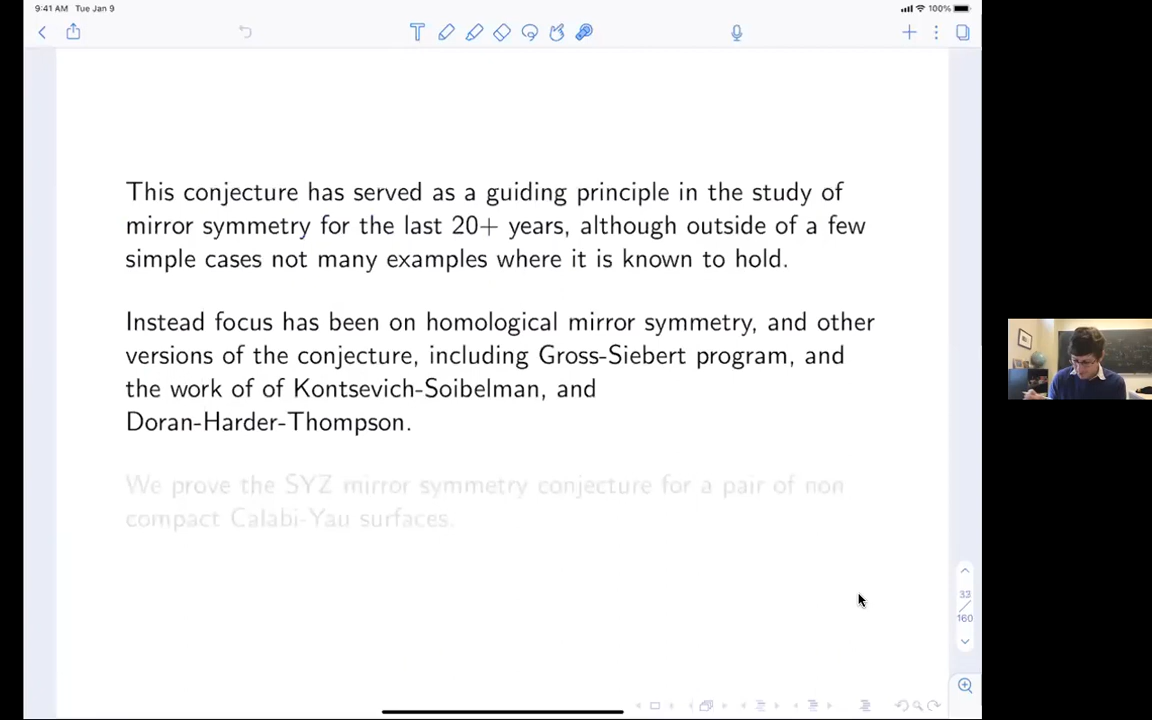 9:41 AM Tue Jan 9
100%
This conjecture has served as a guiding principle in the study of
mirror symmetry for the last 20+ years, although outside of a few
simple cases not many examples where it is known to hold.
Instead focus has been on homological mirror symmetry, and other
versions of the conjecture, including Gross-Siebert program, and
the work of of Kontsevich-Soibelman, and
Doran-Harder-Thompson.
We prove the SYZ mirror symmetry conjecture for a pair of non
compact Calabi-Yau surfaces.
33
/
160